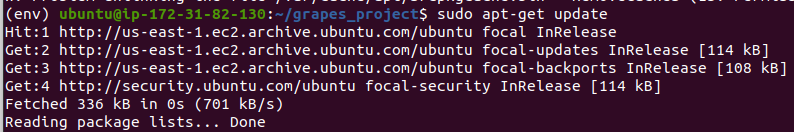 (env) ubuntu@ip-172-31-82-130:~/grapes_project$ sudo apt-get update
Hit:1 http://us-east-1.ec2.archive.ubuntu.com/ubuntu focal InRelease
Get:2 http://us-east-1.ec2.archive.ubuntu.com/ubuntu focal-updates InRelease [114 kB]
Get:3 http://us-east-1.ec2.archive.ubuntu.com/ubuntu focal-backports InRelease [108 kB]
Get:4 http://security.ubuntu.com/ubuntu focal-security InRelease [114 kB]
Fetched 336 kB in 0s (701 kB/s)
Reading package lists... Done